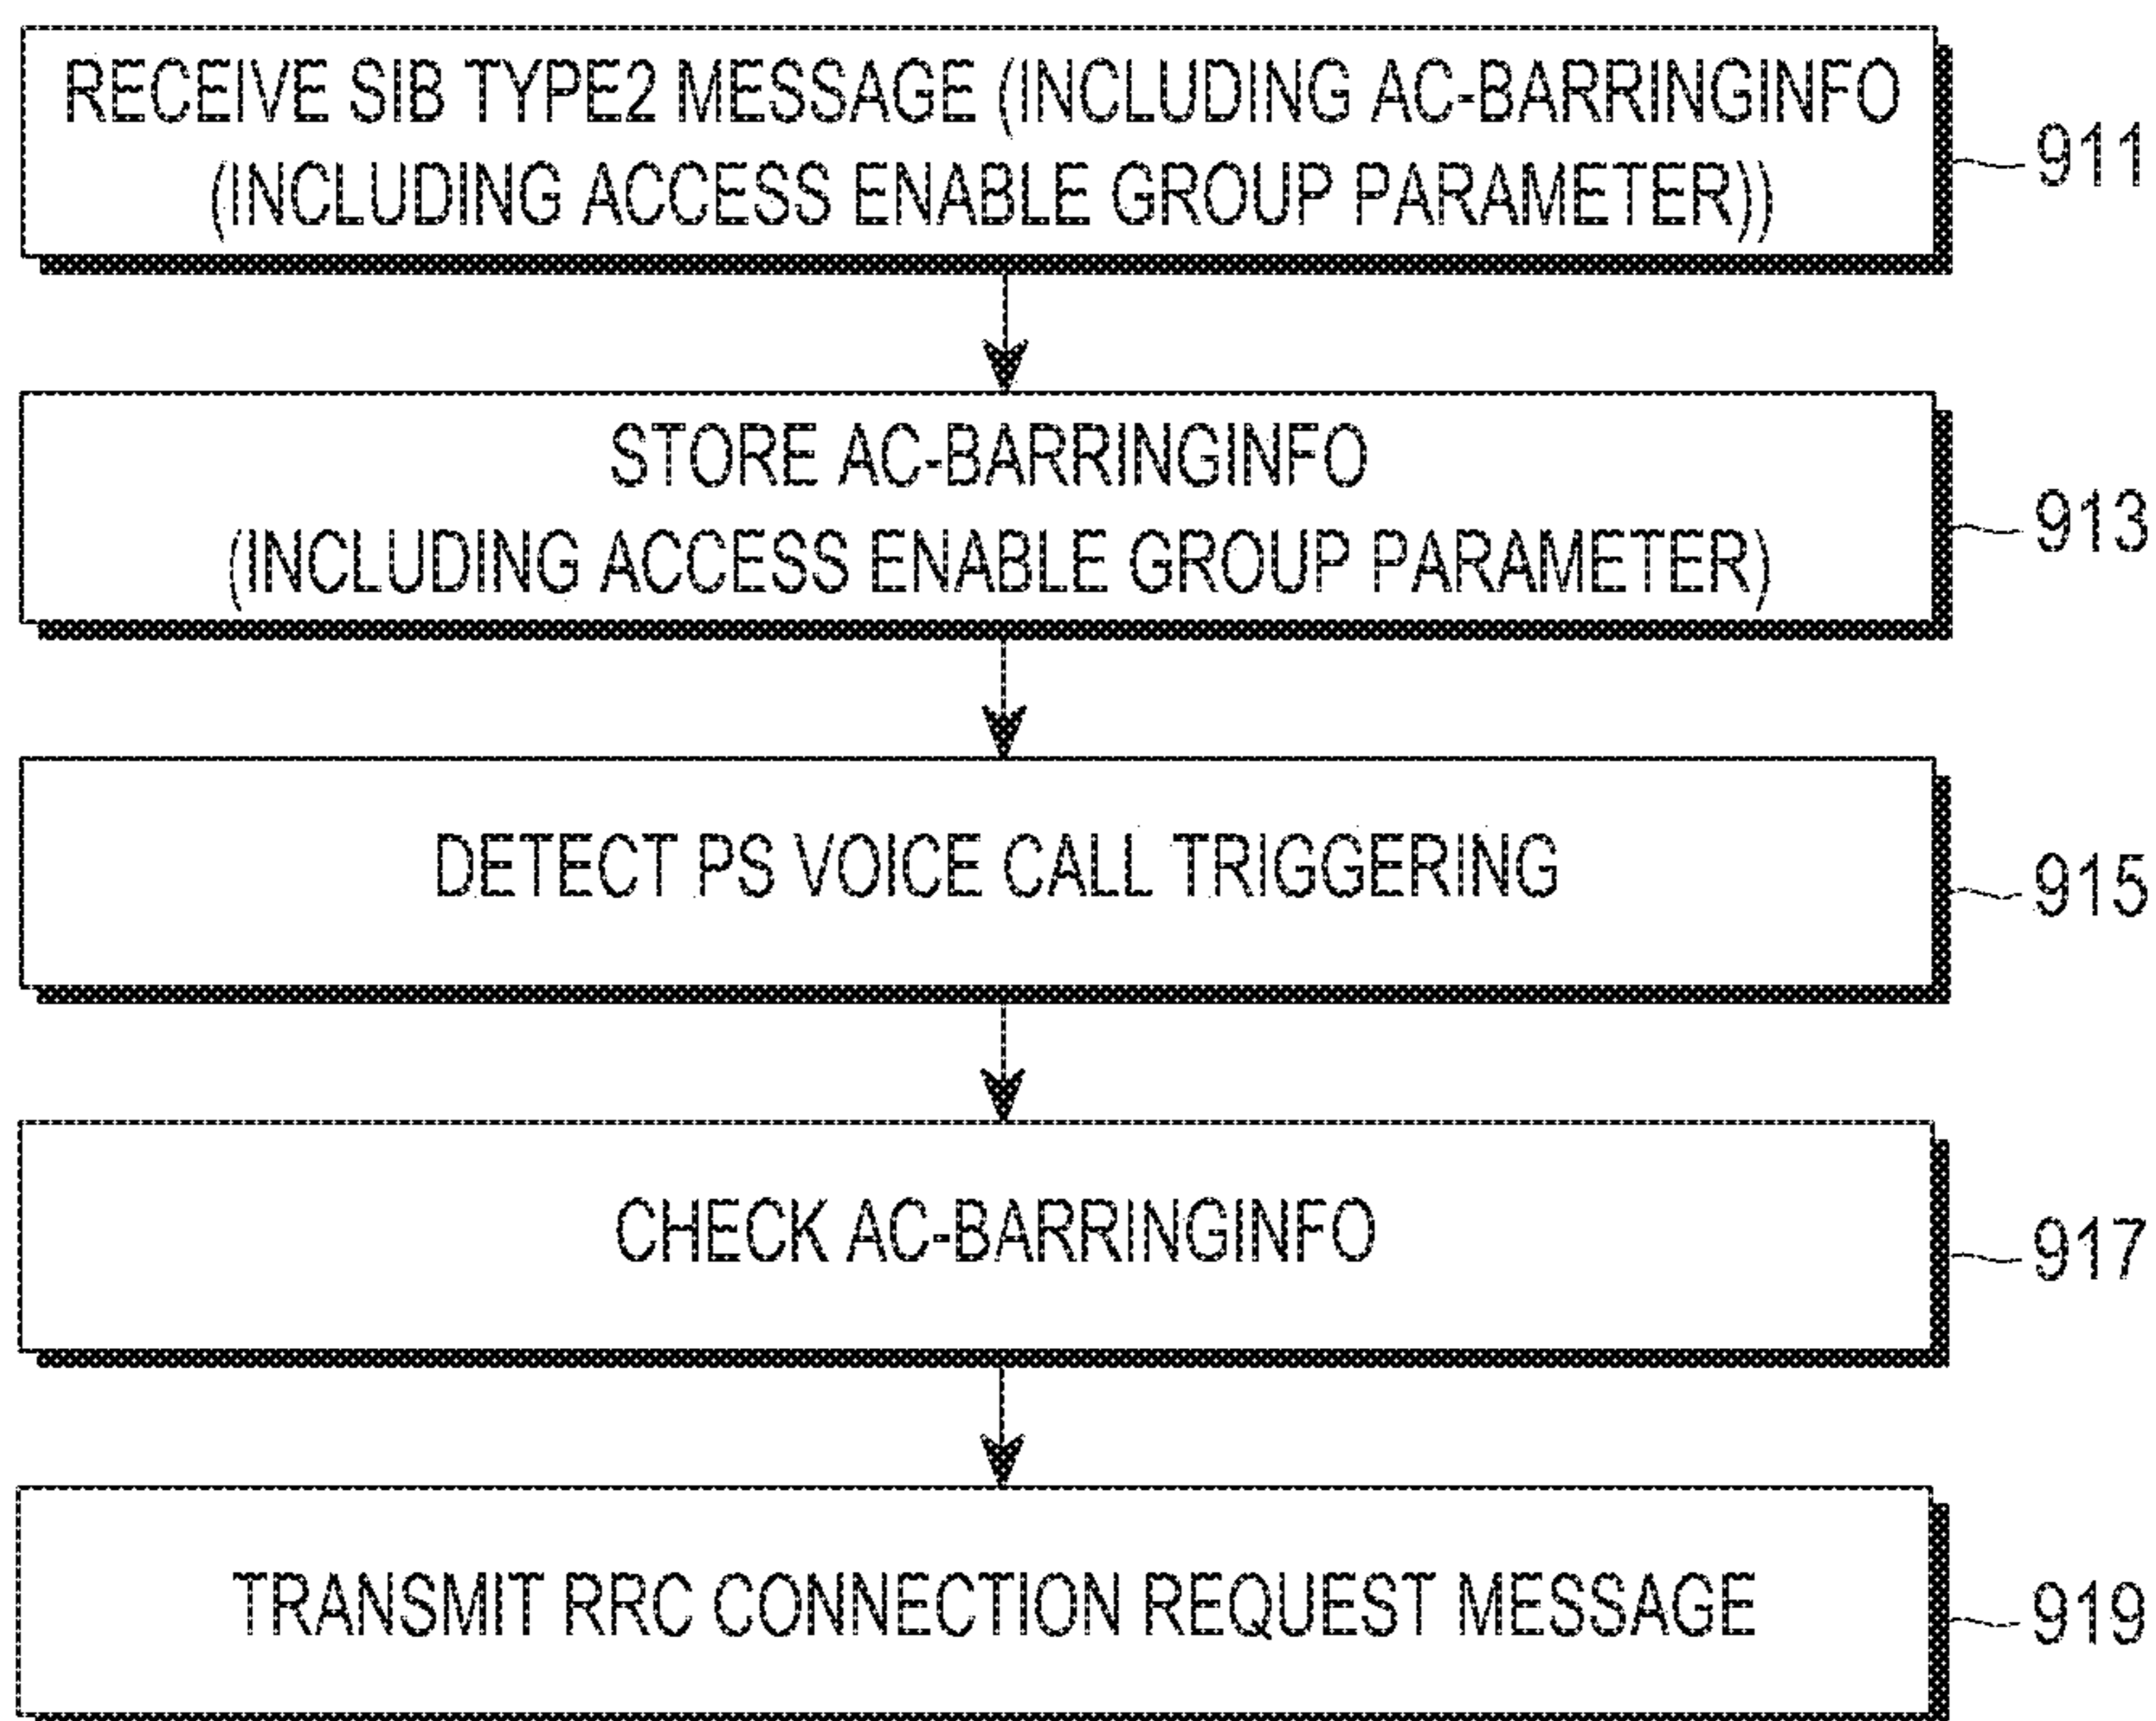 RECEIVE SIB TYPE2 MESSAGE (INCLUDING AC-BARRINGINFO
(INCLUDING ACCESS ENABLE GROUP PARAMETER))
911
STORE AC-BARRINGINFO
(INCLUDING ACCESS ENABLE GROUP PARAMETER)
913
DETECT PS VOICE CALL TRIGGERING
915
CHECK AC-BARRINGINFO
917
TRANSMIT RRC CONNECTION REQUEST MESSAGE
919